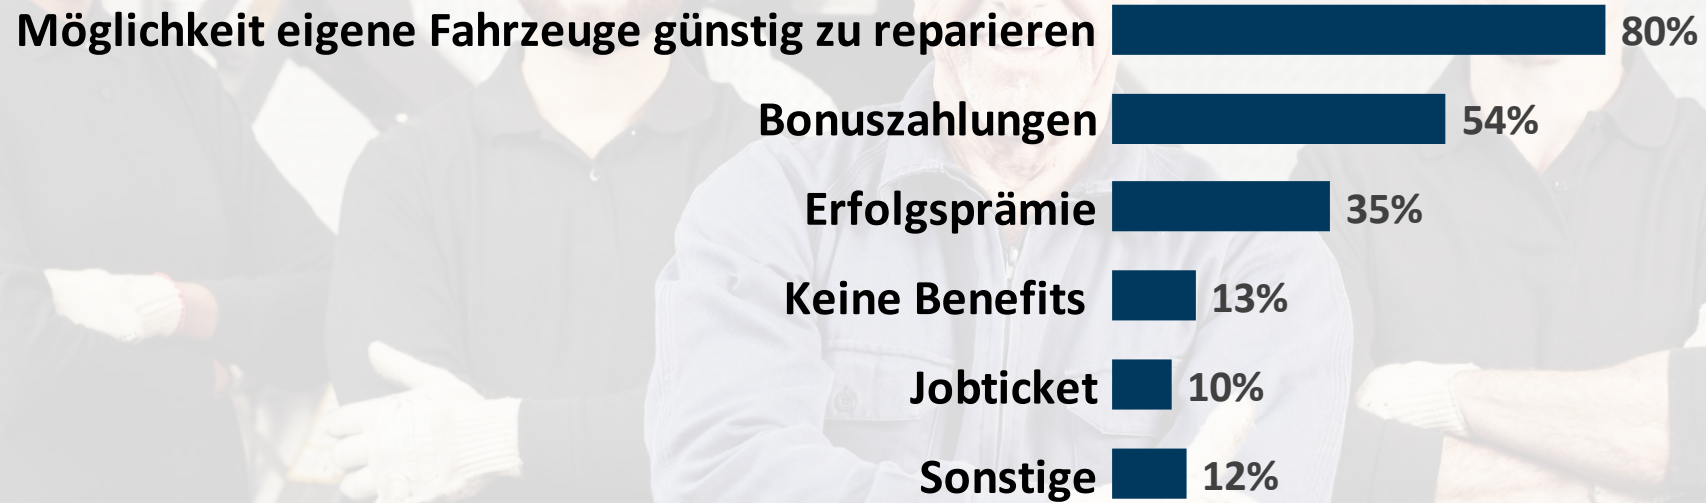 Möglichkeit eigene Fahrzeuge günstig zu reparieren 80%
Bonuszahlungen 54%
Erfolgsprämie 35%
Keine Benefits 13%
Jobticket 10%
Sonstige 12%